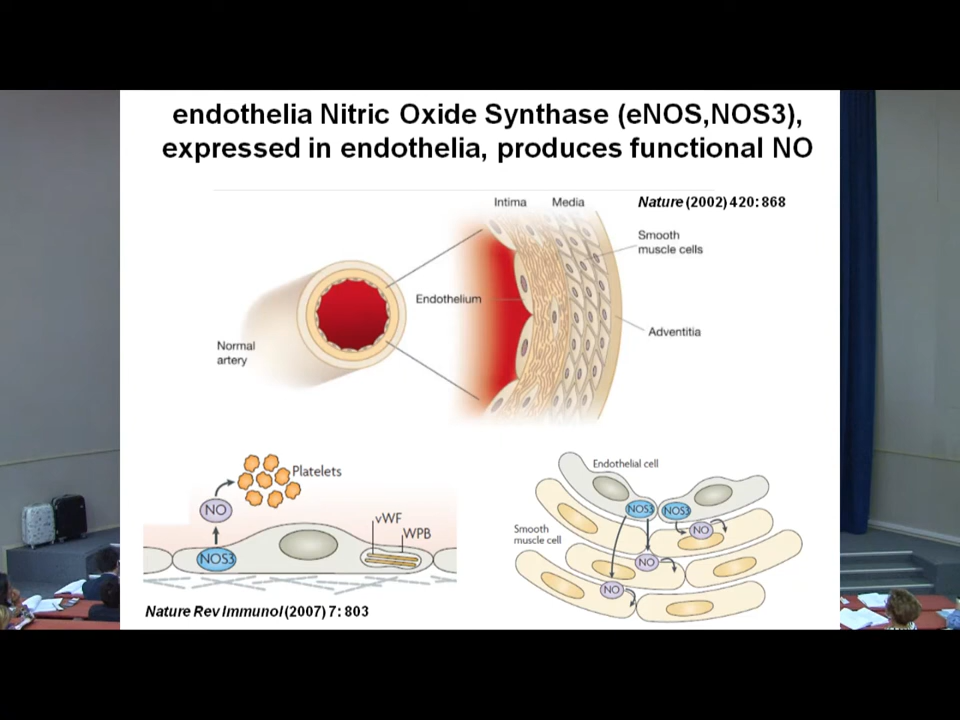 endothelia Nitric Oxide Synthase (eNOS,NOS3),
expressed in endothelia, produces functional NO
Intima Media
Nature (2002) 420: 868
Smooth
muscle cells
Endothelium
Adventitia
Normal
artery
Platelets
NO
vWF
WPB
NOS3
Nature Rev Immunol (2007) 7: 803
Endothelial cell
NOS3 NOS3
Smooth
muscle cell
NO
NO
NO